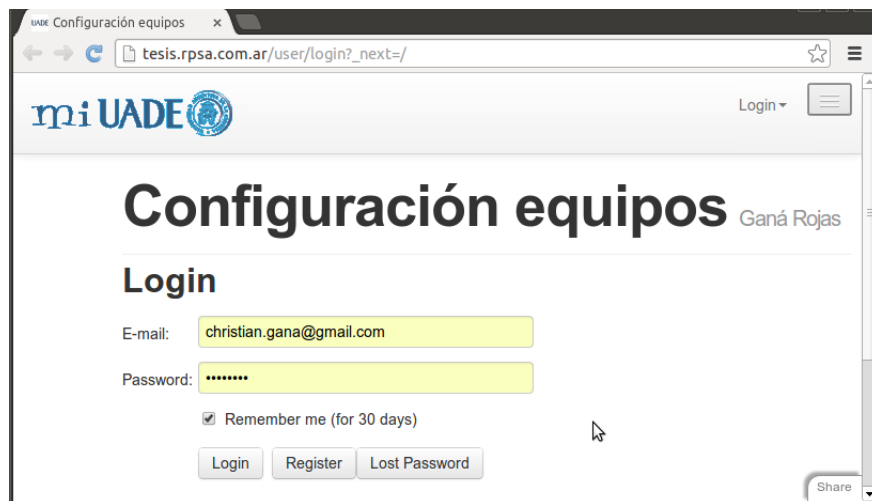 UADE Configuración equipos ×
tesis.rpsa.com.ar/user/login?_next=/
mi UADE
Login
Configuración equipos Ganá Rojas
Login
E-mail: christian.gana@gmail.com
Password: ••••••••
Remember me (for 30 days)
Login Register Lost Password
Share